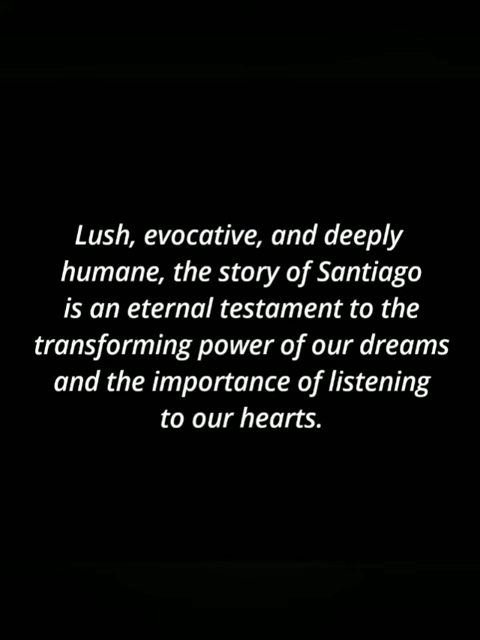 Lush, evocative, and deeply
humane, the story of Santiago
is an eternal testament to the
transforming power of our dreams
and the importance of listening
to our hearts.